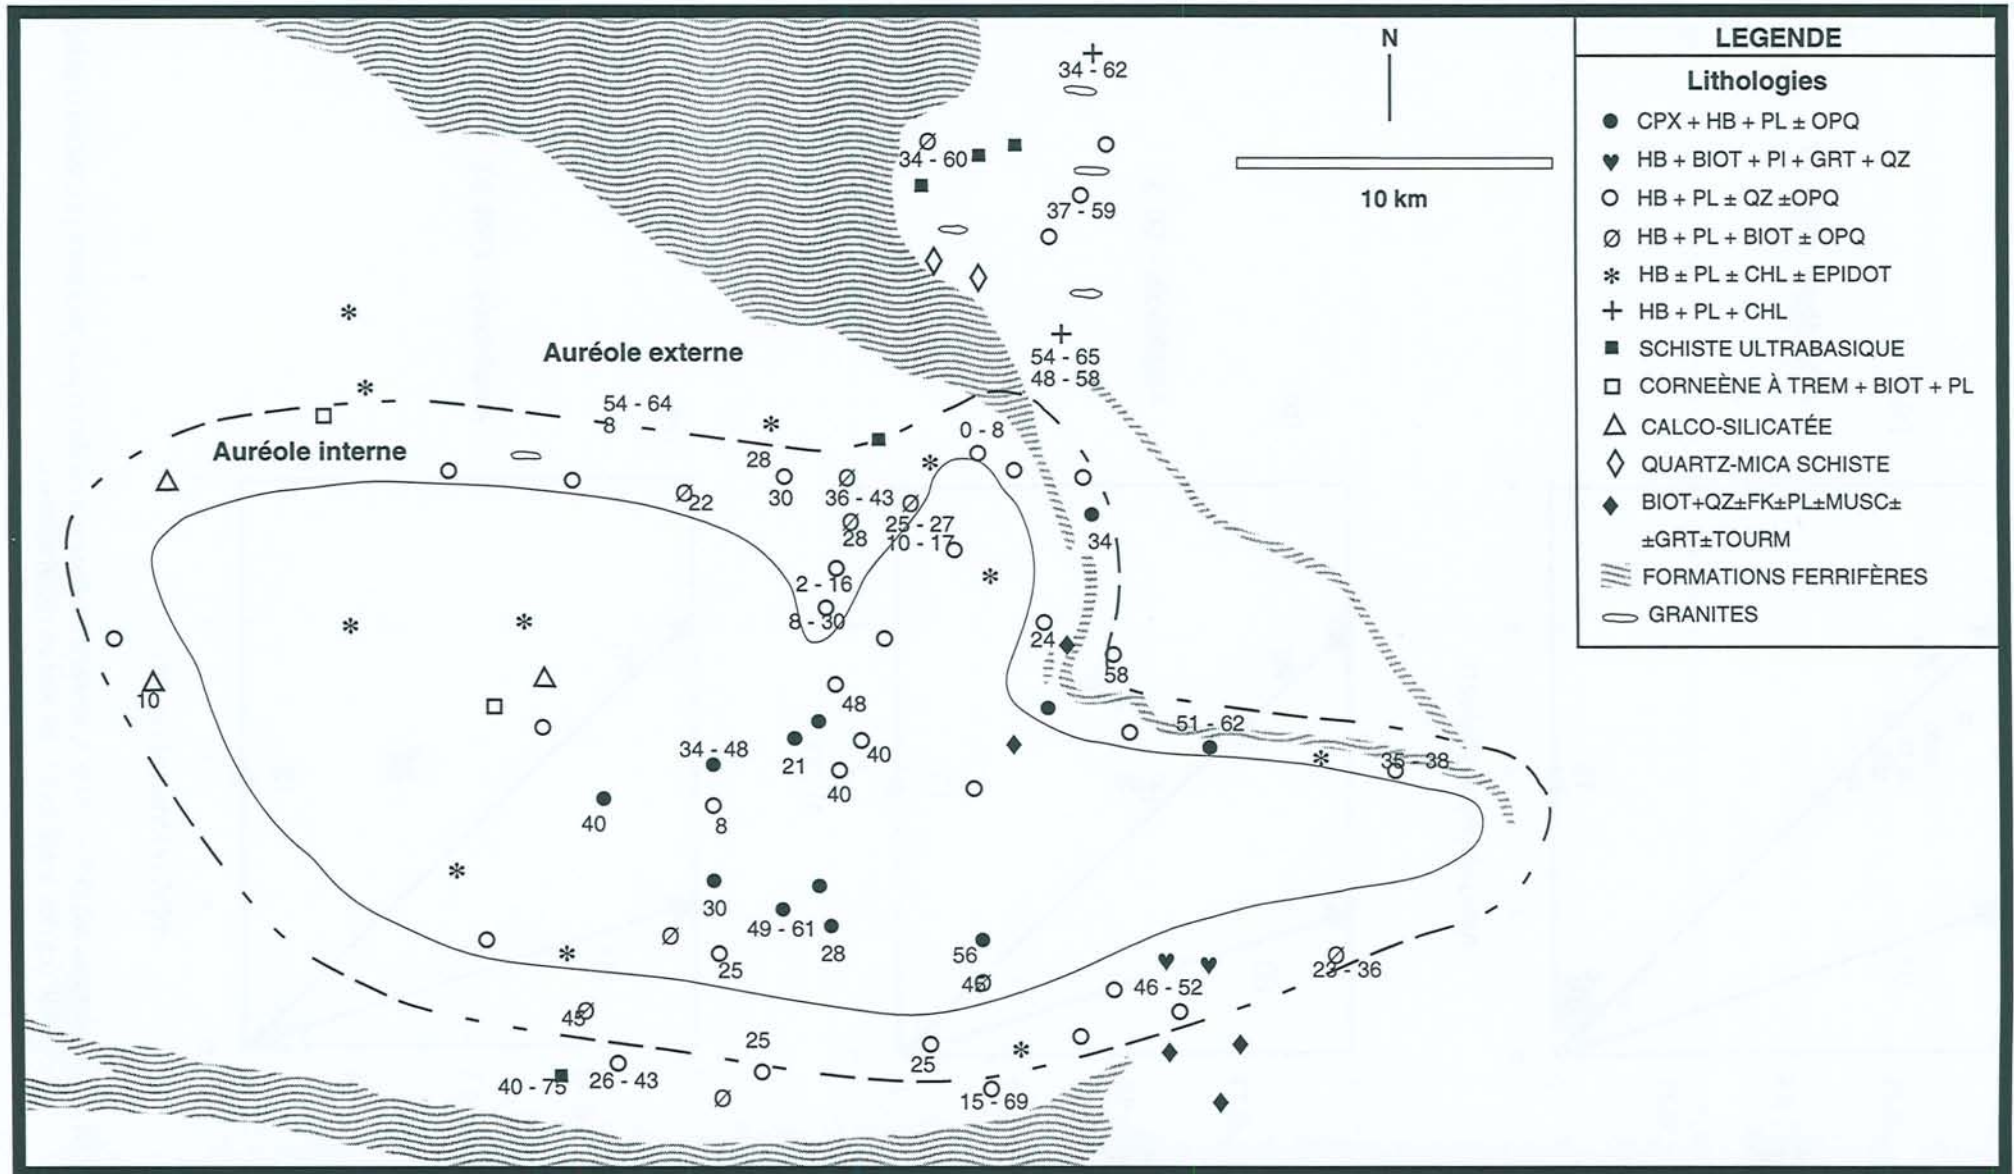 LEGENDE
Lithologies
CPX + HB + PL ± OPQ
HB + BIOT + Pl + GRT + QZ
HB + PL ± QZ ±OPQ
HB + PL + BIOT ± OPQ
HB ± PL ± CHL ± EPIDOT
HB + PL + CHL
SCHISTE ULTRABASIQUE
CORNEÈNE À TREM + BIOT + PL
CALCO-SILICATÉE
QUARTZ-MICA SCHISTE
BIOT+QZ±FK±PL±MUSC±
±GRT±TOURM
FORMATIONS FERRIFÈRES
GRANITES
N
10 km
34 - 62
34 - 60
37 - 59
54 - 65
48 - 58
Auréole externe
54 - 64
8
0 - 8
Auréole interne
28
30
36 - 43
22
25 - 27
28
10 - 17
34
2 - 16
8 - 30
24
58
10
48
51 - 62
34 - 48
21
40
35 - 38
40
40
8
30
49 - 61
28
56
25
46
23 - 36
46 - 52
45
25
25
40 - 75
26 - 43
15 - 69